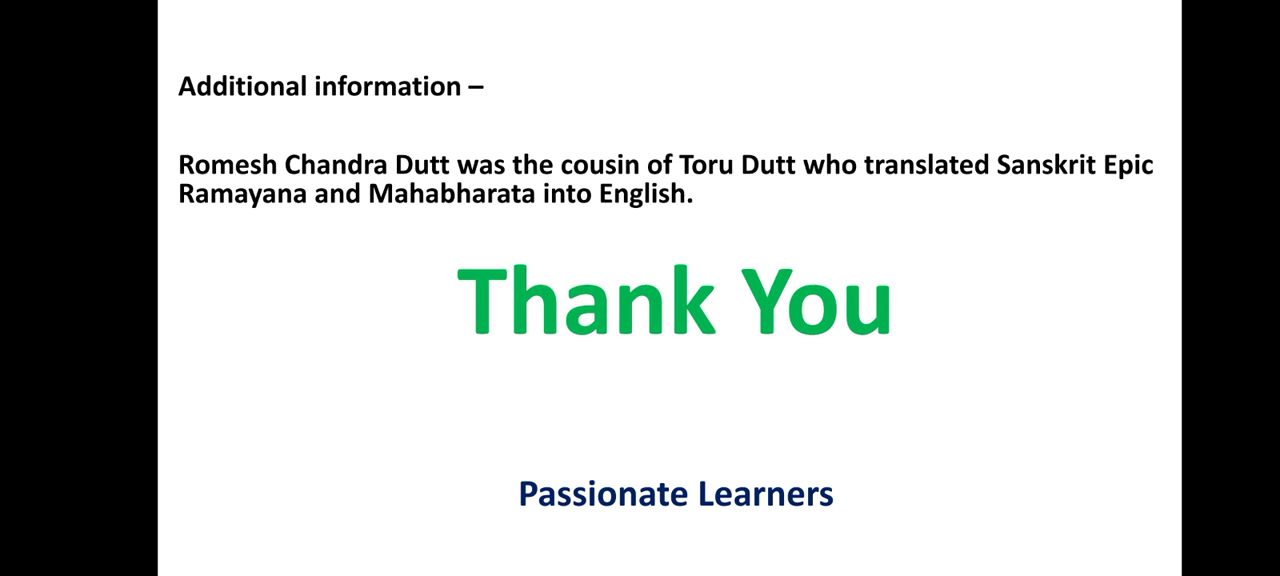 Additional information –
Romesh Chandra Dutt was the cousin of Toru Dutt who translated Sanskrit Epic
Ramayana and Mahabharata into English.
Thank You
Passionate Learners